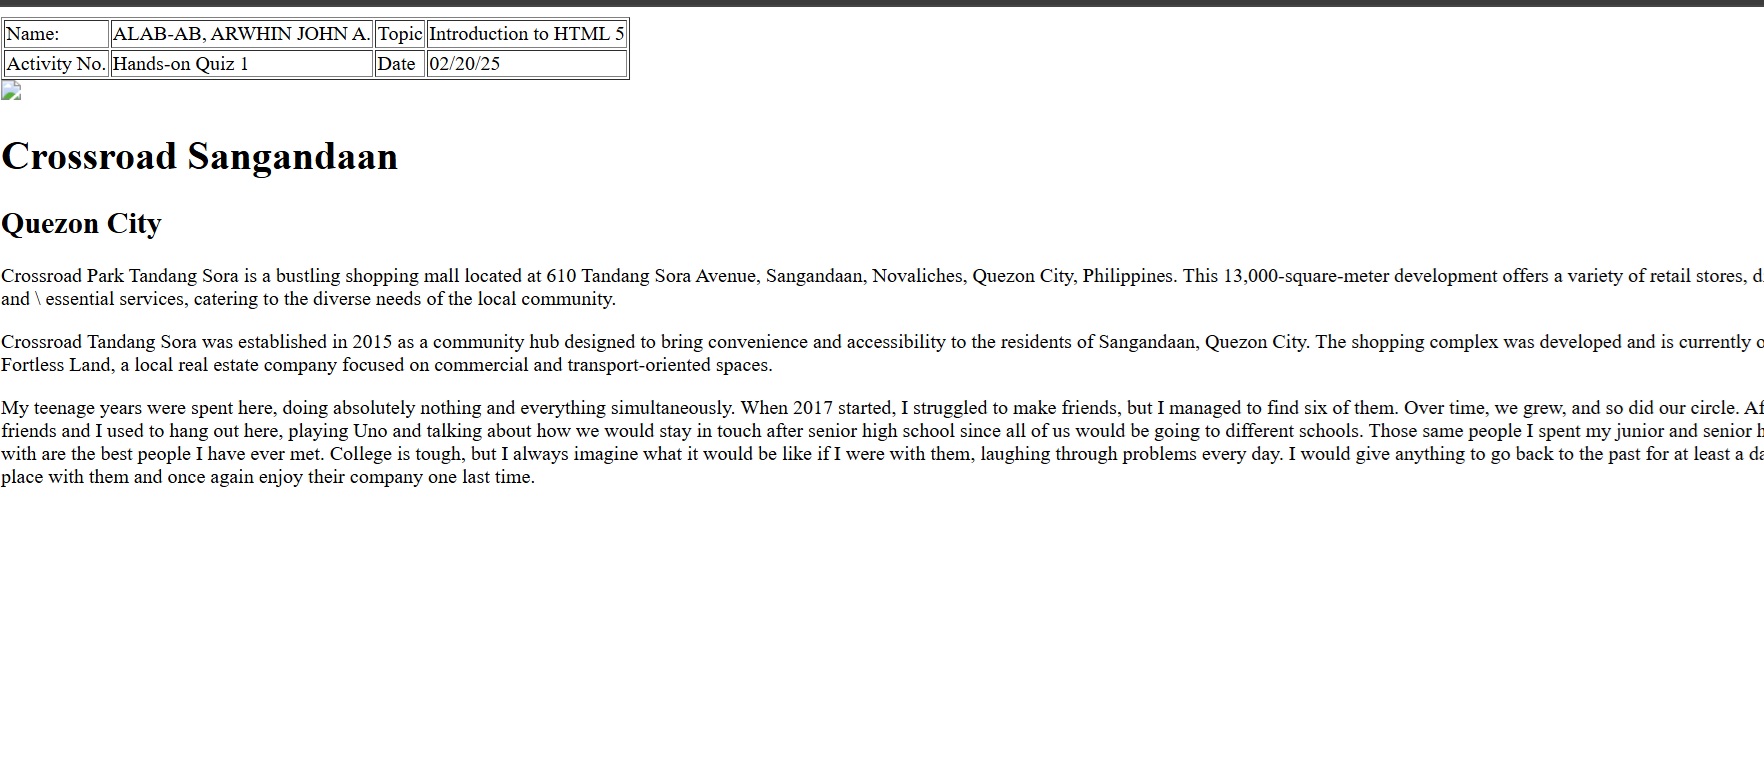 Name: ALAB-AB, ARWHIN JOHN A. Topic Introduction to HTML 5
Activity No. Hands-on Quiz 1 Date 02/20/25
Crossroad Sangandaan
Quezon City
Crossroad Park Tandang Sora is a bustling shopping mall located at 610 Tandang Sora Avenue, Sangandaan, Novaliches, Quezon City, Philippines. This 13,000-square-meter development offers a variety of retail stores,
and \ essential services, catering to the diverse needs of the local community.
Crossroad Tandang Sora was established in 2015 as a community hub designed to bring convenience and accessibility to the residents of Sangandaan, Quezon City. The shopping complex was developed and is currently
Fortless Land, a local real estate company focused on commercial and transport-oriented spaces.
My teenage years were spent here, doing absolutely nothing and everything simultaneously. When 2017 started, I struggled to make friends, but I managed to find six of them. Over time, we grew, and so did our circle.
friends and I used to hang out here, playing Uno and talking about how we would stay in touch after senior high school since all of us would be going to different schools. Those same people I spent my junior and senior
with are the best people I have ever met. College is tough, but I always imagine what it would be like if I were with them, laughing through problems every day. I would give anything to go back to the past for at least a
place with them and once again enjoy their company one last time.